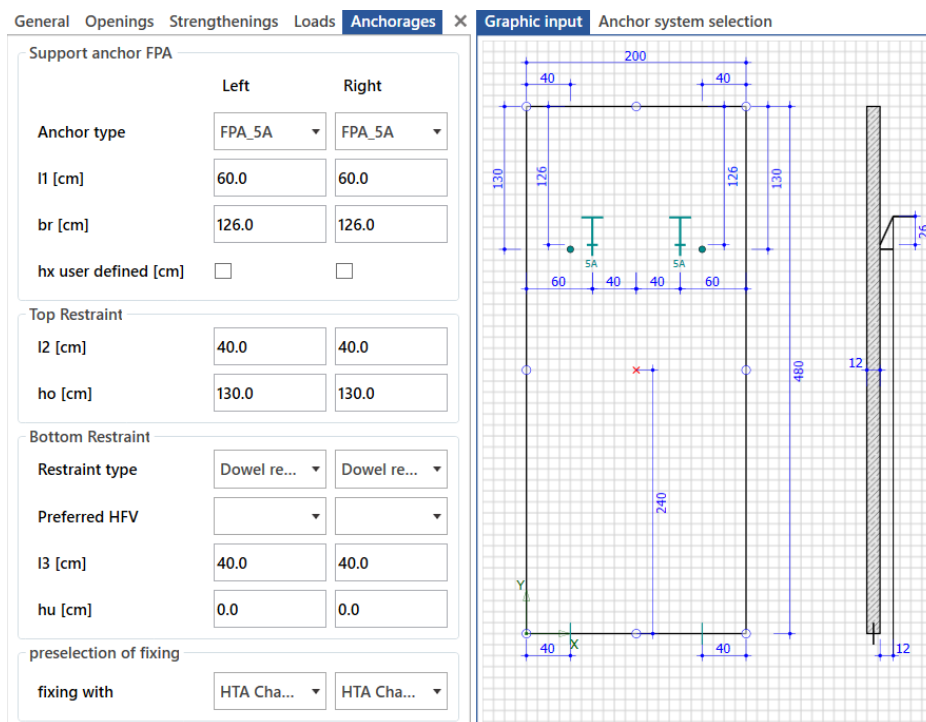 General Openings Strengthenings Loads Anchorages ✕
Support anchor FPA
Left Right
Anchor type FPA_5A FPA_5A
l1 [cm] 60.0 60.0
br [cm] 126.0 126.0
hx user defined [cm]
Top Restraint
l2 [cm] 40.0 40.0
ho [cm] 130.0 130.0
Bottom Restraint
Restraint type Dowel re... Dowel re...
Preferred HFV
l3 [cm] 40.0 40.0
hu [cm] 0.0 0.0
preselection of fixing
fixing with HTA Cha... HTA Cha...
Graphic input Anchor system selection
200
40 40
130 126 126 130
26
5A 5A
60 40 40 60
12
480
240
Y
X
40 40 12